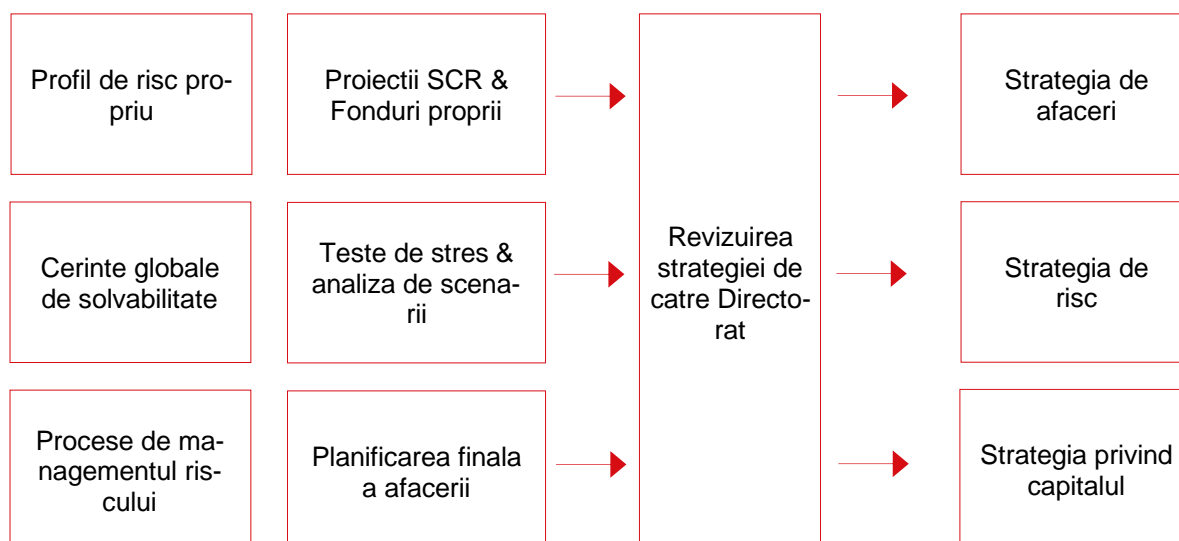 Profil de risc pro-
priu
Proiectii SCR &
Fonduri proprii
Strategia de
afaceri
Cerinte globale
de solvabilitate
Teste de stres &
analiza de scena-
rii
Revizuirea
strategiei de
catre Directo-
rat
Strategia de
risc
Procese de ma-
nagementul ris-
cului
Planificarea finala
a afacerii
Strategia privind
capitalul